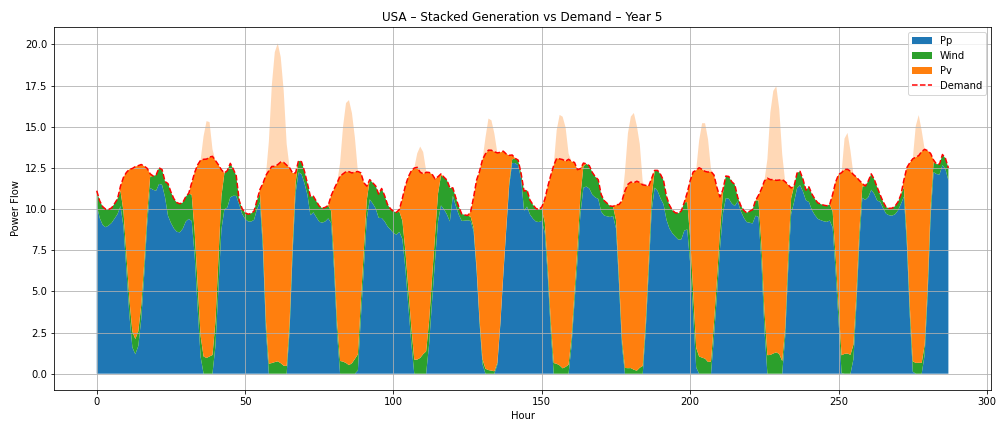 USA – Stacked Generation vs Demand – Year 5
Pp
Wind
Pv
Demand
Power Flow
20.0
17.5
15.0
12.5
10.0
7.5
5.0
2.5
0.0
0 50 100 150 200 250 300
Hour